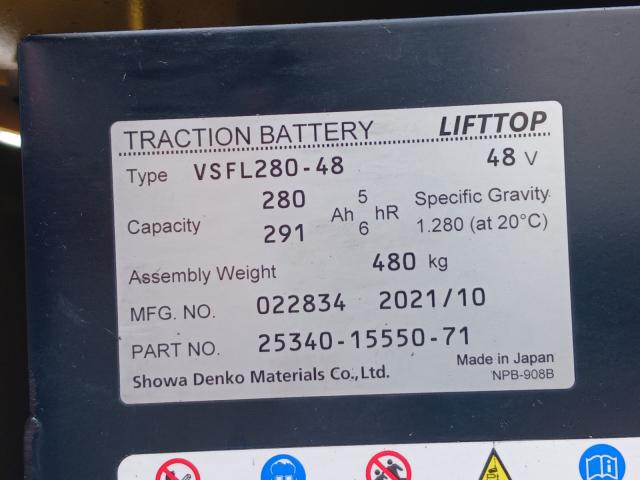 TRACTION BATTERY LIFTTOP
Type VSFL280-48 48 V
Capacity 280 Ah 5 hR Specific Gravity
291 6 1.280 (at 20°C)
Assembly Weight 480 kg
MFG. NO. 022834 2021/10
PART NO. 25340-15550-71
Showa Denko Materials Co., Ltd. Made in Japan
NPB-908B